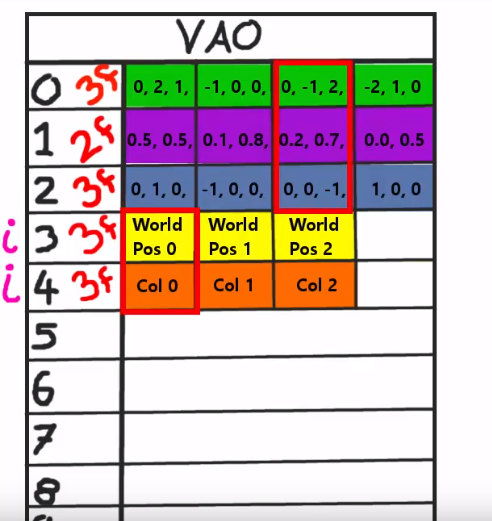 VAO
0 3f 0, 2, 1, -1, 0, 0, 0, -1, 2, -2, 1, 0
1 2f 0.5, 0.5, 0.1, 0.8, 0.2, 0.7, 0.0, 0.5
2 3f 0, 1, 0, -1, 0, 0, 0, 0, -1, 1, 0, 0
i 3 3f World Pos 0 World Pos 1 World Pos 2
i 4 3f Col 0 Col 1 Col 2
5
6
7
8